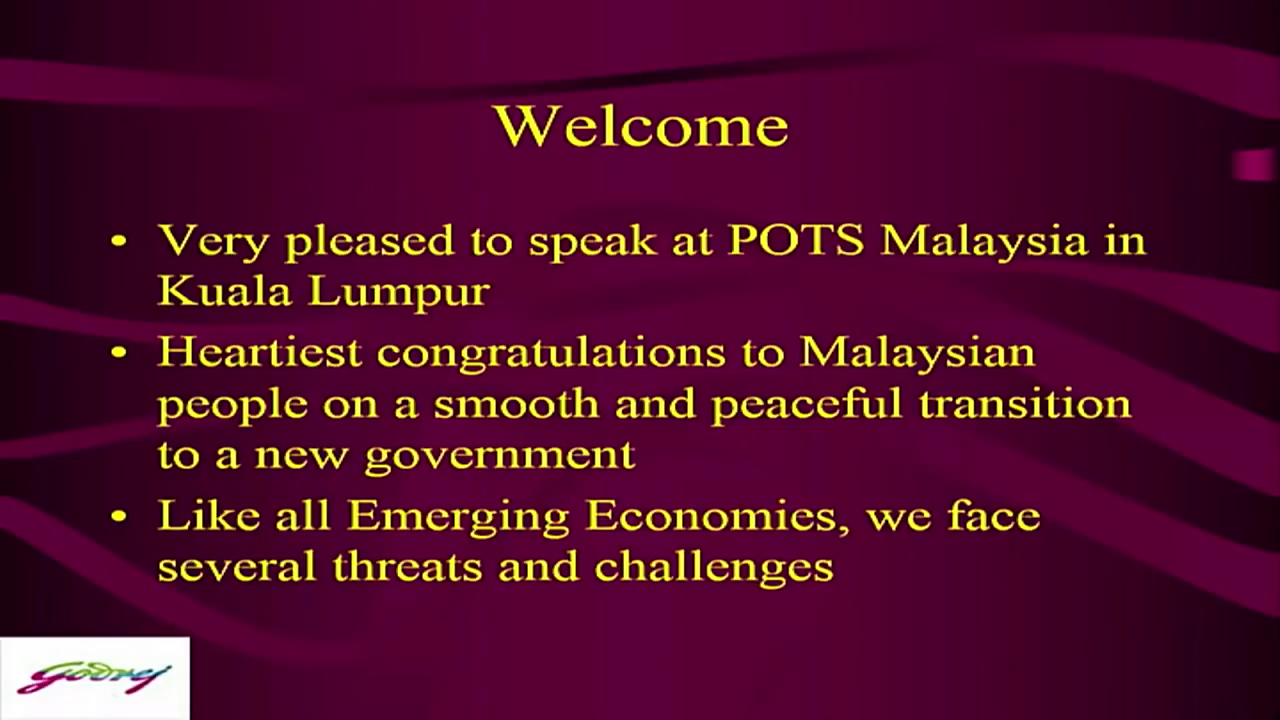 Welcome
• Very pleased to speak at POTS Malaysia in
Kuala Lumpur
• Heartiest congratulations to Malaysian
people on a smooth and peaceful transition
to a new government
• Like all Emerging Economies, we face
several threats and challenges
Godrej